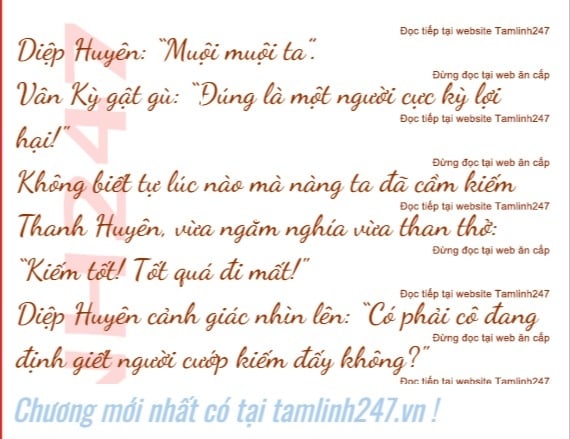 Đọc tiếp tại website Tamlinh247
Diệp Huyên: "Muội muội ta".
Đừng đọc tại web ăn cắp
Vân Kỳ gật gù: "Đúng là một người cực kỳ lợi
Đọc tiếp tại website Tamlinh247
hại!"
Đừng đọc tại web ăn cắp
Không biết tự lúc nào mà nàng ta đã cầm kiếm
Đọc tiếp tại website Tamlinh247
Thanh Huyên, vừa ngắm nghía vừa than thở:
Đừng đọc tại web ăn cắp
"Kiếm tốt! Tốt quá đi mất!"
Đọc tiếp tại website Tamlinh247
Diệp Huyên cảnh giác nhìn lên: "Có phải cô đang
Đừng đọc tại web ăn cắp
định giết người cướp kiếm đấy không?"
Đọc tiếp tại website Tamlinh247
NH247
Chương mới nhất có tại tamlinh247.vn !